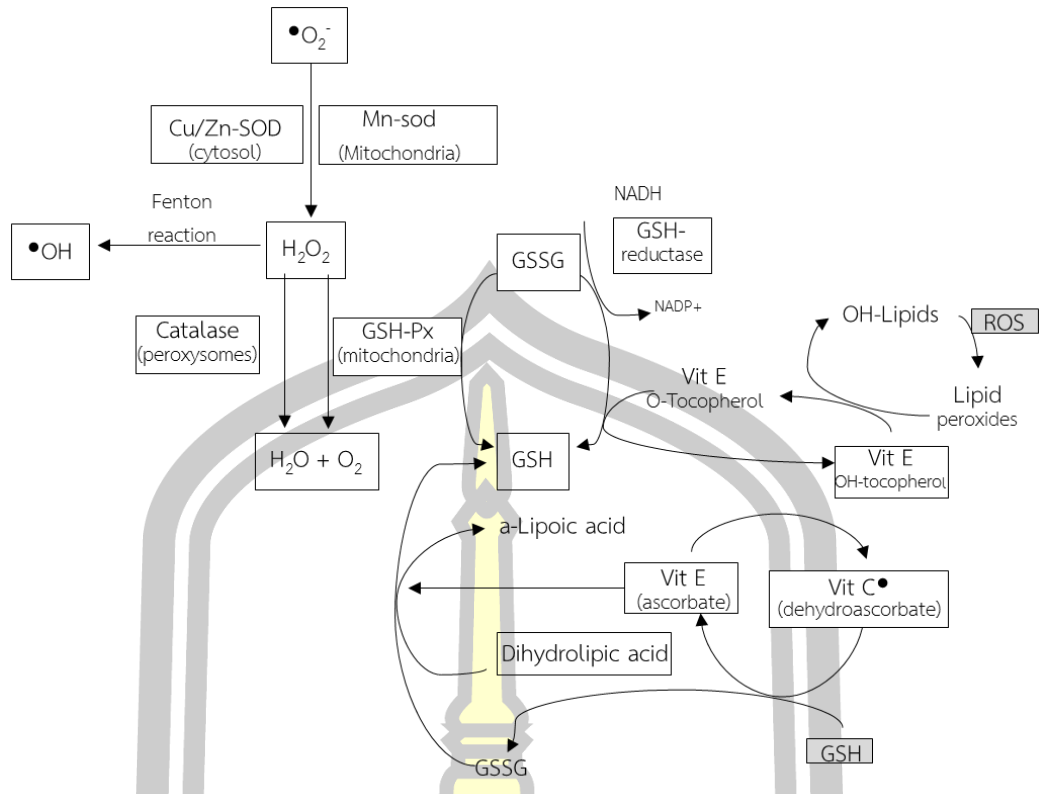 •O₂⁻
Cu/Zn-SOD
(cytosol)
Mn-sod
(Mitochondria)
Fenton
reaction
•OH
H₂O₂
NADH
GSH-
reductase
GSSG
NADP+
Catalase
(peroxysomes)
GSH-Px
(mitochondria)
OH-Lipids
ROS
Vit E
O-Tocopherol
Lipid
peroxides
H₂O + O₂
GSH
Vit E
OH-tocopherol
a-Lipoic acid
Vit E
(ascorbate)
Vit C•
(dehydroascorbate)
Dihydrolipic acid
GSSG
GSH